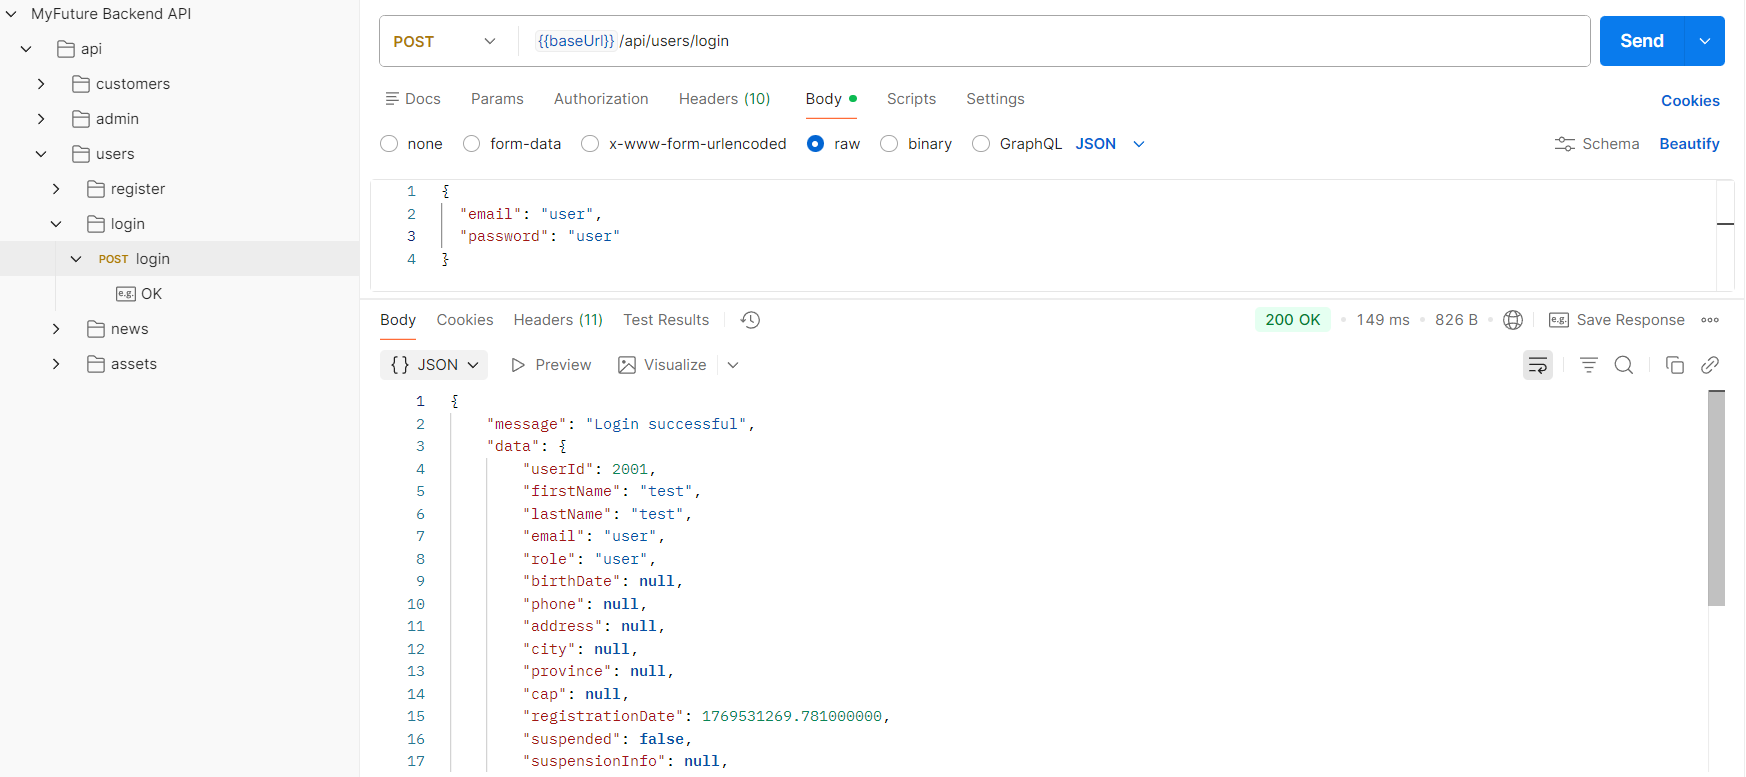 MyFuture Backend API
api
customers
admin
users
register
login
POST login
e.g. OK
news
assets
POST {{baseUrl}}/api/users/login Send
Docs Params Authorization Headers (10) Body Scripts Settings Cookies
none form-data x-www-form-urlencoded raw binary GraphQL JSON Schema Beautify
1 {
2 "email": "user",
3 "password": "user"
4 }
Body Cookies Headers (11) Test Results 200 OK 149 ms 826 B e.g. Save Response
{} JSON Preview Visualize
1 {
2 "message": "Login successful",
3 "data": {
4 "userId": 2001,
5 "firstName": "test",
6 "lastName": "test",
7 "email": "user",
8 "role": "user",
9 "birthDate": null,
10 "phone": null,
11 "address": null,
12 "city": null,
13 "province": null,
14 "cap": null,
15 "registrationDate": 1769531269.781000000,
16 "suspended": false,
17 "suspensionInfo": null,